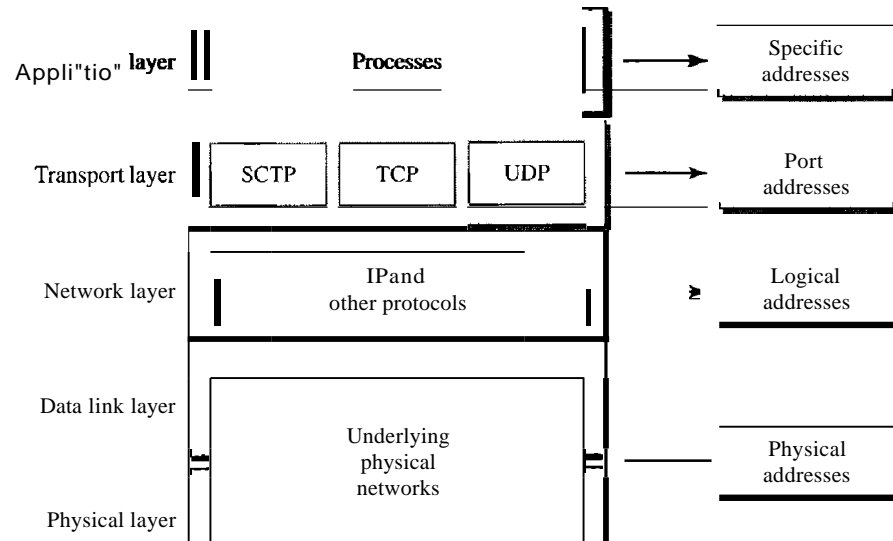 Appli"tio" layer
Processes
Specific
addresses
Transport layer
SCTP
TCP
UDP
Port
addresses
Network layer
IPand
other protocols
Logical
addresses
Data link layer
Underlying
physical
networks
Physical
addresses
Physical layer